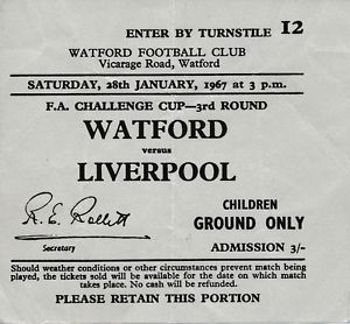 ENTER BY TURNSTILE 12
WATFORD FOOTBALL CLUB
Vicarage Road, Watford
SATURDAY, 28th JANUARY, 1967 at 3 p.m.
F.A. CHALLENGE CUP—3rd ROUND
WATFORD
versus
LIVERPOOL
R. E. Rollitt
Secretary
CHILDREN
GROUND ONLY
ADMISSION 3/-
Should weather conditions or other circumstances prevent match being
played, the tickets sold will be available for the date on which match
takes place. No cash will be refunded.
PLEASE RETAIN THIS PORTION